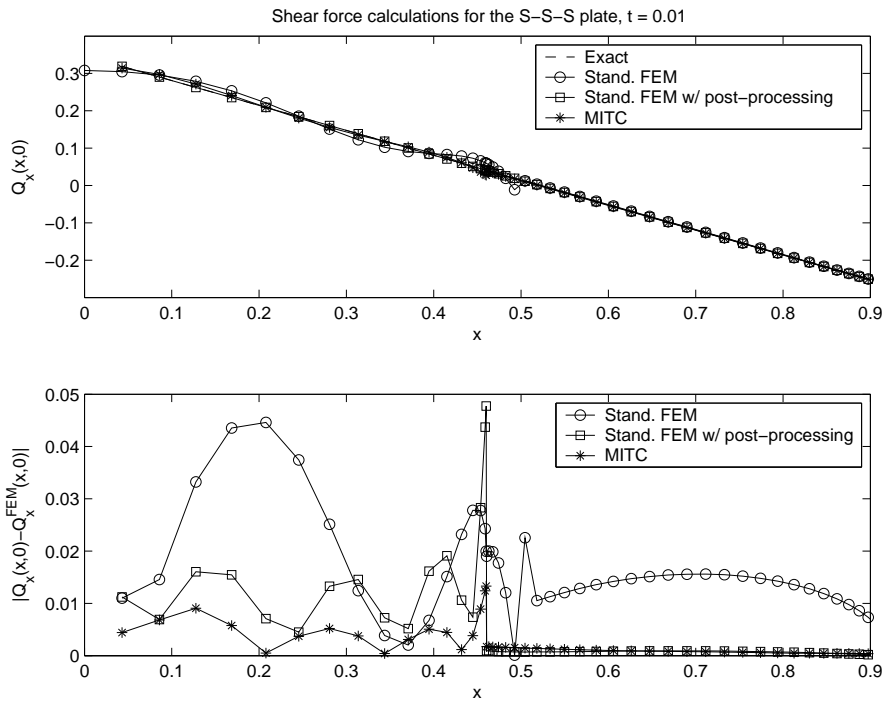 Shear force calculations for the S−S−S plate, t = 0.01
Exact
Stand. FEM
Stand. FEM w/ post−processing
MITC
Q_x(x,0)
0.3
0.2
0.1
0
−0.1
−0.2
0 0.1 0.2 0.3 0.4 0.5 0.6 0.7 0.8 0.9
x
Stand. FEM
Stand. FEM w/ post−processing
MITC
|Q_x(x,0)−Q_x^FEM(x,0)|
0.05
0.04
0.03
0.02
0.01
0
0 0.1 0.2 0.3 0.4 0.5 0.6 0.7 0.8 0.9
x